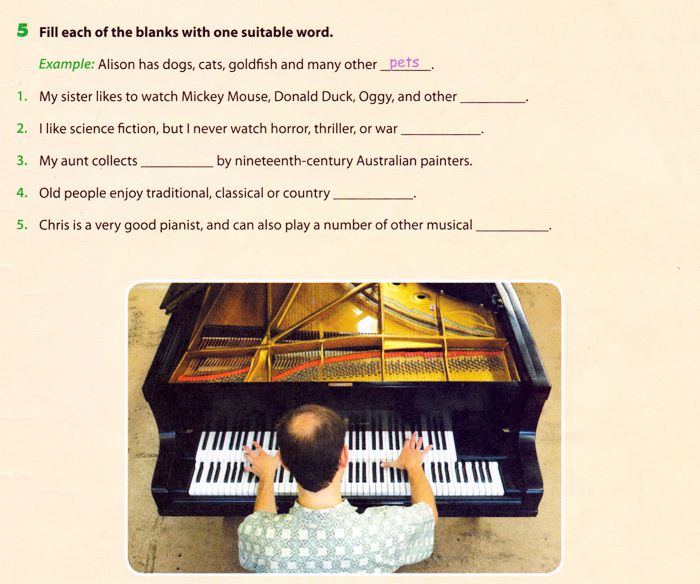 5 Fill each of the blanks with one suitable word.
Example: Alison has dogs, cats, goldfish and many other pets.
1. My sister likes to watch Mickey Mouse, Donald Duck, Oggy, and other _________.
2. I like science fiction, but I never watch horror, thriller, or war ___________.
3. My aunt collects __________ by nineteenth-century Australian painters.
4. Old people enjoy traditional, classical or country ___________.
5. Chris is a very good pianist, and can also play a number of other musical __________.